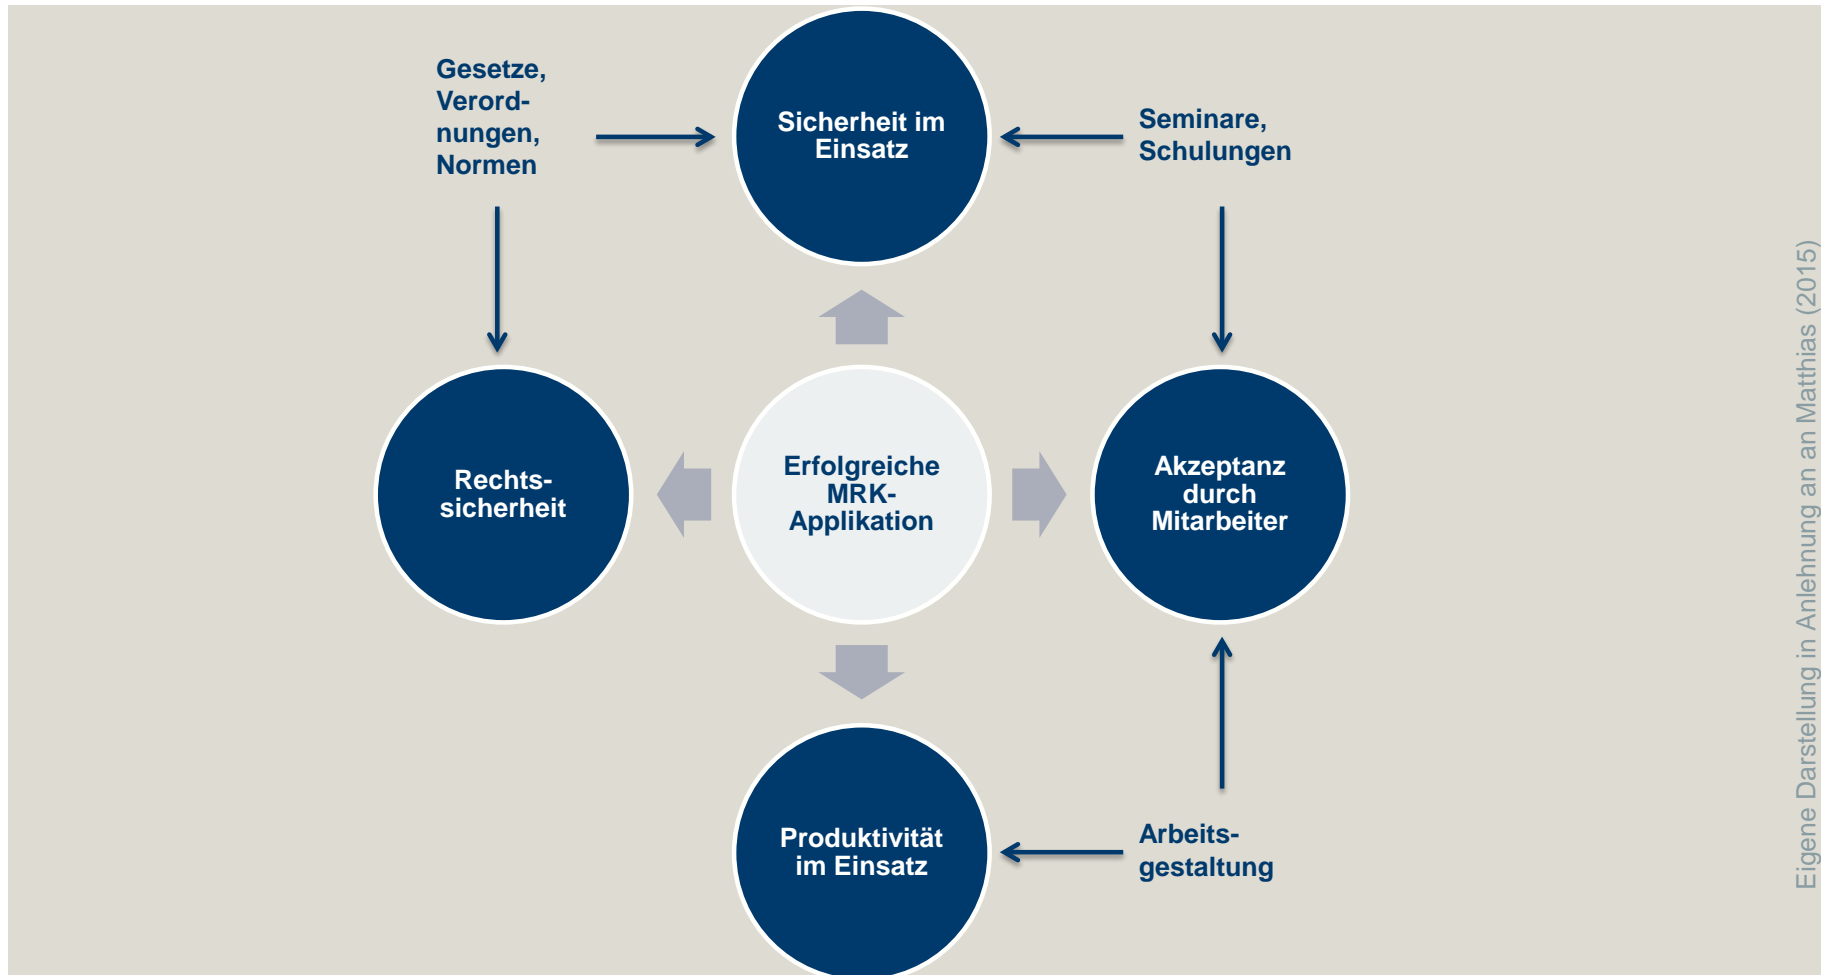 Gesetze,
Verord-
nungen,
Normen
Sicherheit im
Einsatz
Seminare,
Schulungen
Rechts-
sicherheit
Erfolgreiche
MRK-
Applikation
Akzeptanz
durch
Mitarbeiter
Produktivität
im Einsatz
Arbeits-
gestaltung
Eigene Darstellung in Anlehnung an an Matthias (2015)